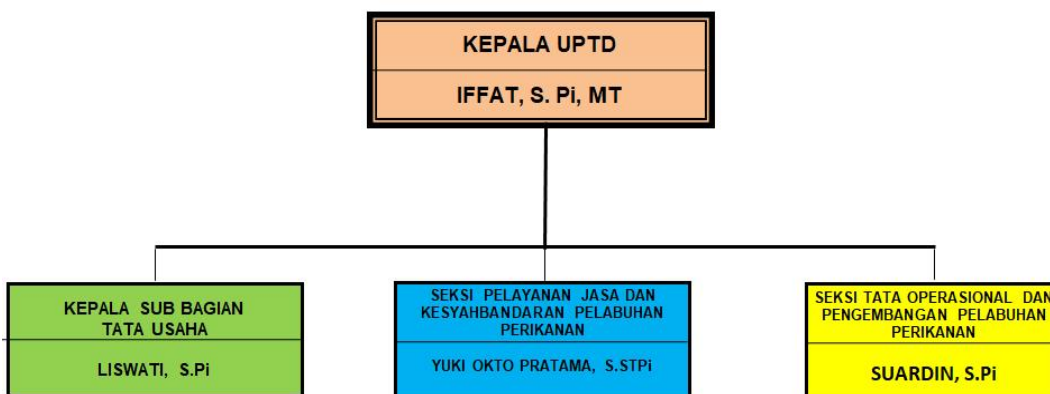 KEPALA UPTD
IFFAT, S. Pi, MT
KEPALA SUB BAGIAN
TATA USAHA
LISWATI, S.Pi
SEKSI PELAYANAN JASA DAN
KESYAHBANDARAN PELABUHAN
PERIKANAN
YUKI OKTO PRATAMA, S.STPi
SEKSI TATA OPERASIONAL DAN
PENGEMBANGAN PELABUHAN
PERIKANAN
SUARDIN, S.Pi